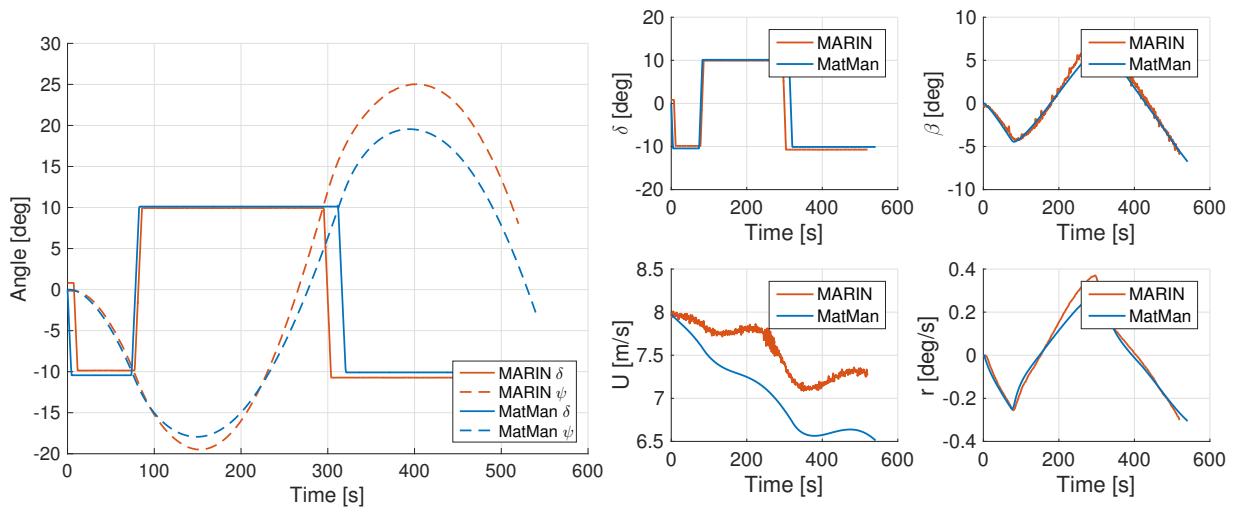 Angle [deg]
30
25
20
15
10
5
0
-5
-10
-15
-20
0
100
200
300
400
500
600
Time [s]
MARIN δ
MARIN ψ
MatMan δ
MatMan ψ
δ [deg]
20
10
0
-10
-20
0
200
400
600
Time [s]
MARIN
MatMan
β [deg]
10
5
0
-5
-10
0
200
400
600
Time [s]
MARIN
MatMan
U [m/s]
8.5
8
7.5
7
6.5
0
200
400
600
Time [s]
MARIN
MatMan
r [deg/s]
0.4
0.2
0
-0.2
-0.4
0
200
400
600
Time [s]
MARIN
MatMan